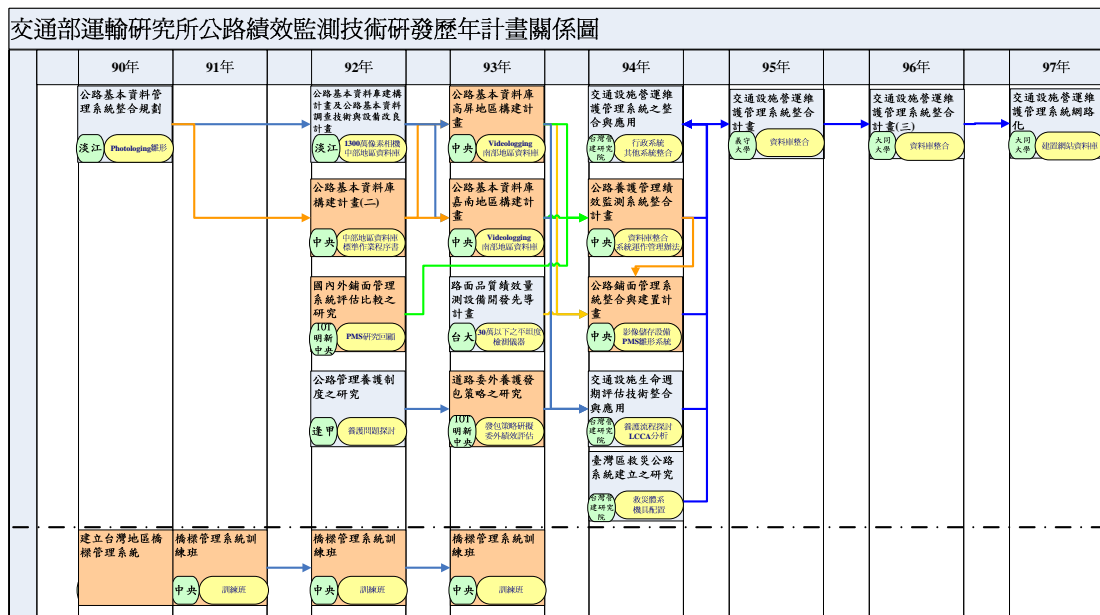 交通部運輸研究所公路績效監測技術研發歷年計畫關係圖
90年
91年
92年
93年
94年
95年
96年
97年
公路基本資料管
理系統整合規劃
淡江
Photologing雛形
公路基本資料庫建構
計畫及公路基本資料
調查技術與設備改良
計畫
淡江
1300萬像素相機
中部地區資料庫
公路基本資料庫
高屏地區構建計
畫
中央
Videologging
南部地區資料庫
交通設施營運維
護管理系統之整
合與應用
台灣營
建研究
院
行政系統
其他系統整合
交通設施營運維
護管理系統整合
計畫
義守
大學
資料庫整合
交通設施營運維
護管理系統整合
計畫(三)
大同
大學
資料庫整合
交通設施營運維
護管理系統網路
化
大同
大學
建置網站資料庫
公路基本資料庫
構建計畫(二)
中央
中部地區資料庫
標準作業程序書
公路基本資料庫
嘉南地區構建計
畫
中央
Videologging
南部地區資料庫
公路養護管理績
效監測系統整合
計畫
中央
資料庫整合
系統運作管理辦法
國內外鋪面管理
系統評估比較之
研究
IOT
明新
中央
PMS研究回顧
路面品質績效量
測設備開發先導
計畫
台大
30萬以下之平坦度
檢測儀器
公路鋪面管理系
統整合與建置計
畫
中央
影像儲存設備
PMS雛形系統
公路管理養護制
度之研究
逢甲
養護問題探討
道路委外養護發
包策略之研究
IOT
明新
中央
發包策略研擬
委外績效評估
交通設施生命週
期評估技術整合
與應用
台灣營
建研究
院
養護流程探討
LCCA分析
臺灣區救災公路
系統建立之研究
台灣營
建研究
院
救災體系
機具配置
建立台灣地區橋
樑管理系統
橋樑管理系統訓
練班
中央
訓練班
橋樑管理系統訓
練班
中央
訓練班
橋樑管理系統訓
練班
中央
訓練班